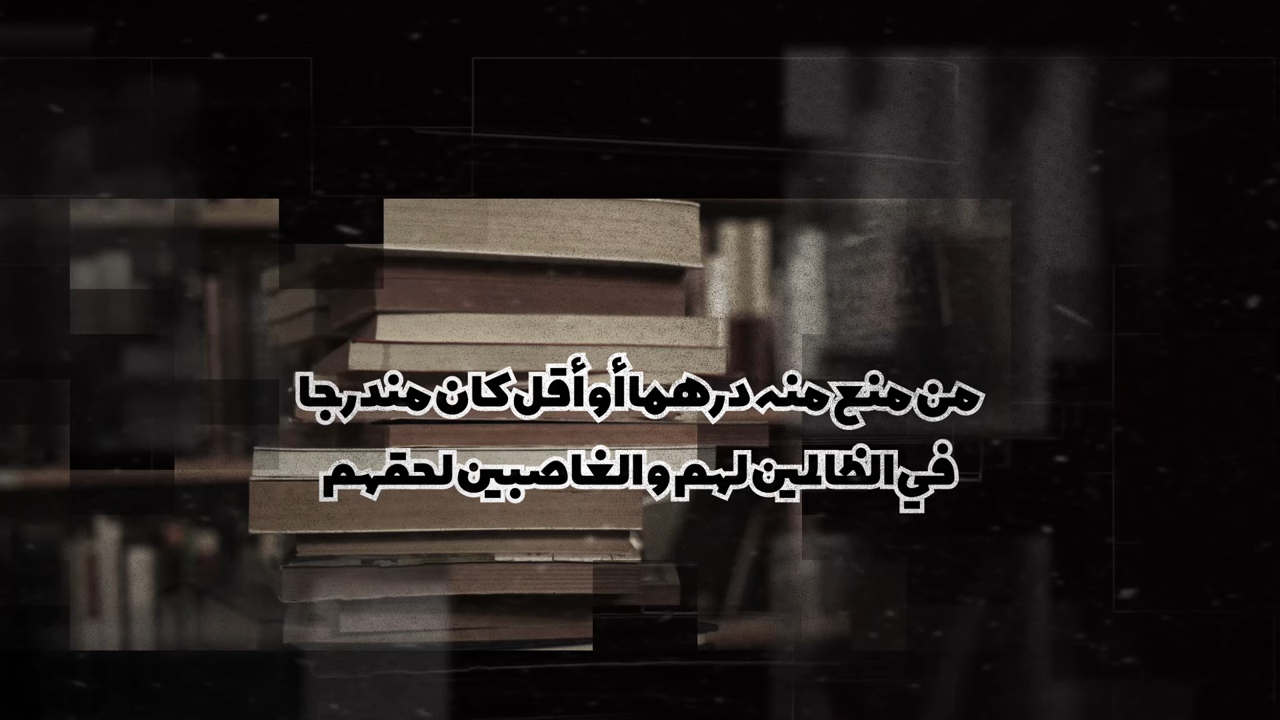 من منع منه درهما أو أقل كان مندرجا
في الظالمين لهم والغاصبين لحقهم